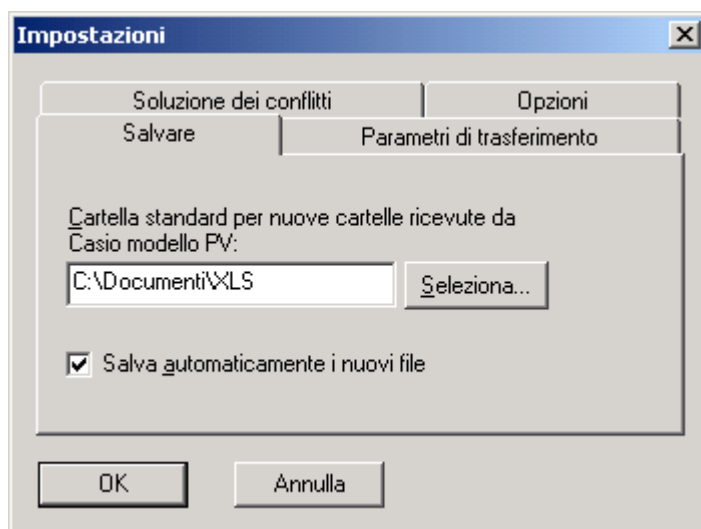 Impostazioni
Soluzione dei conflitti
Opzioni
Salvare
Parametri di trasferimento
Cartella standard per nuove cartelle ricevute da
Casio modello PV:
C:\Documenti\XLS
Seleziona...
Salva automaticamente i nuovi file
OK
Annulla